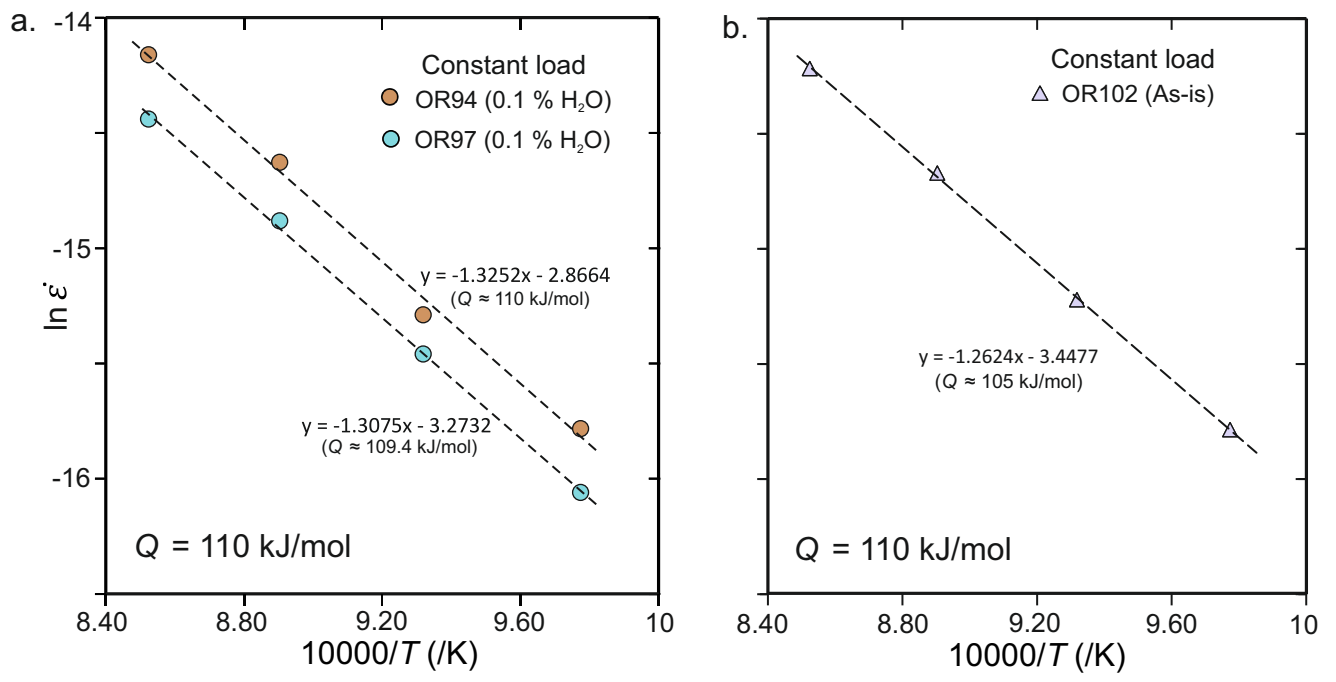 a.
-14
-15
-16
ln ε̇
Constant load
OR94 (0.1 % H₂O)
OR97 (0.1 % H₂O)
y = -1.3252x - 2.8664
(Q ≈ 110 kJ/mol)
y = -1.3075x - 3.2732
(Q ≈ 109.4 kJ/mol)
Q = 110 kJ/mol
8.40 8.80 9.20 9.60 10
10000/T (/K)
b.
Constant load
OR102 (As-is)
y = -1.2624x - 3.4477
(Q ≈ 105 kJ/mol)
Q = 110 kJ/mol
8.40 8.80 9.20 9.60 10
10000/T (/K)